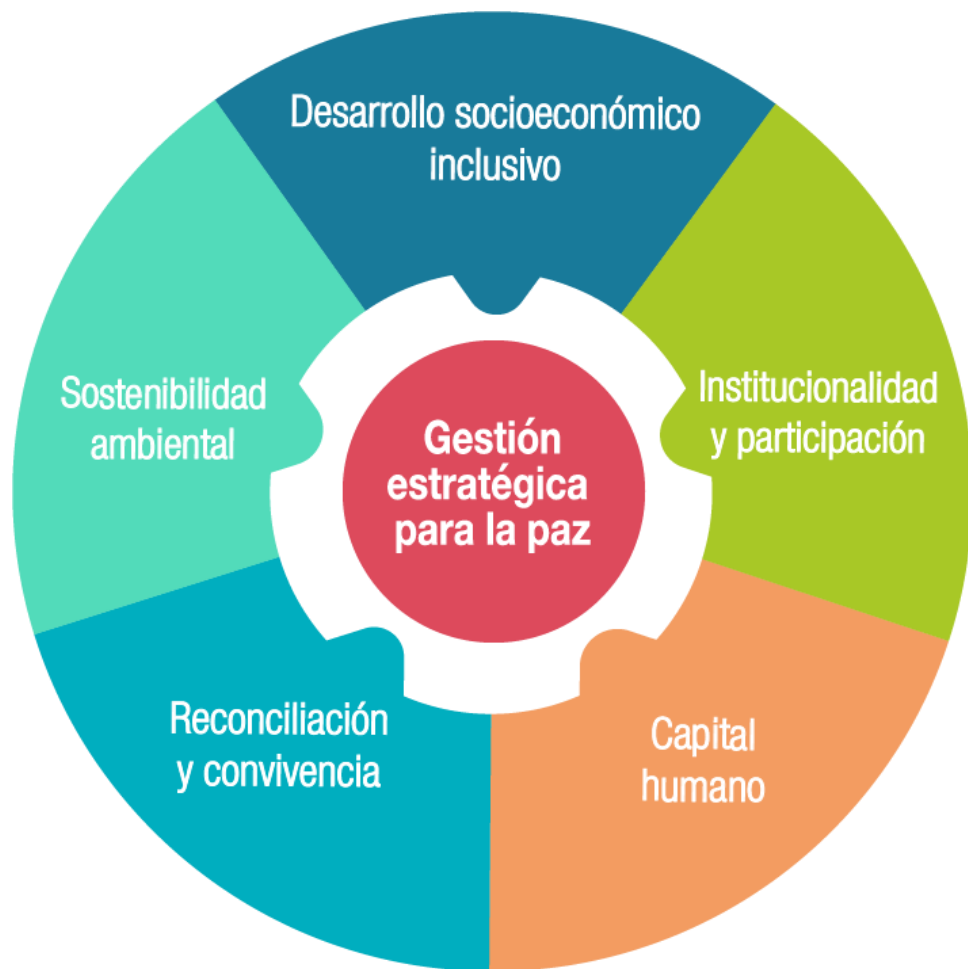 Desarrollo socioeconómico
inclusivo
Institucionalidad
y participación
Capital
humano
Reconciliación
y convivencia
Sostenibilidad
ambiental
Gestión
estratégica
para la paz